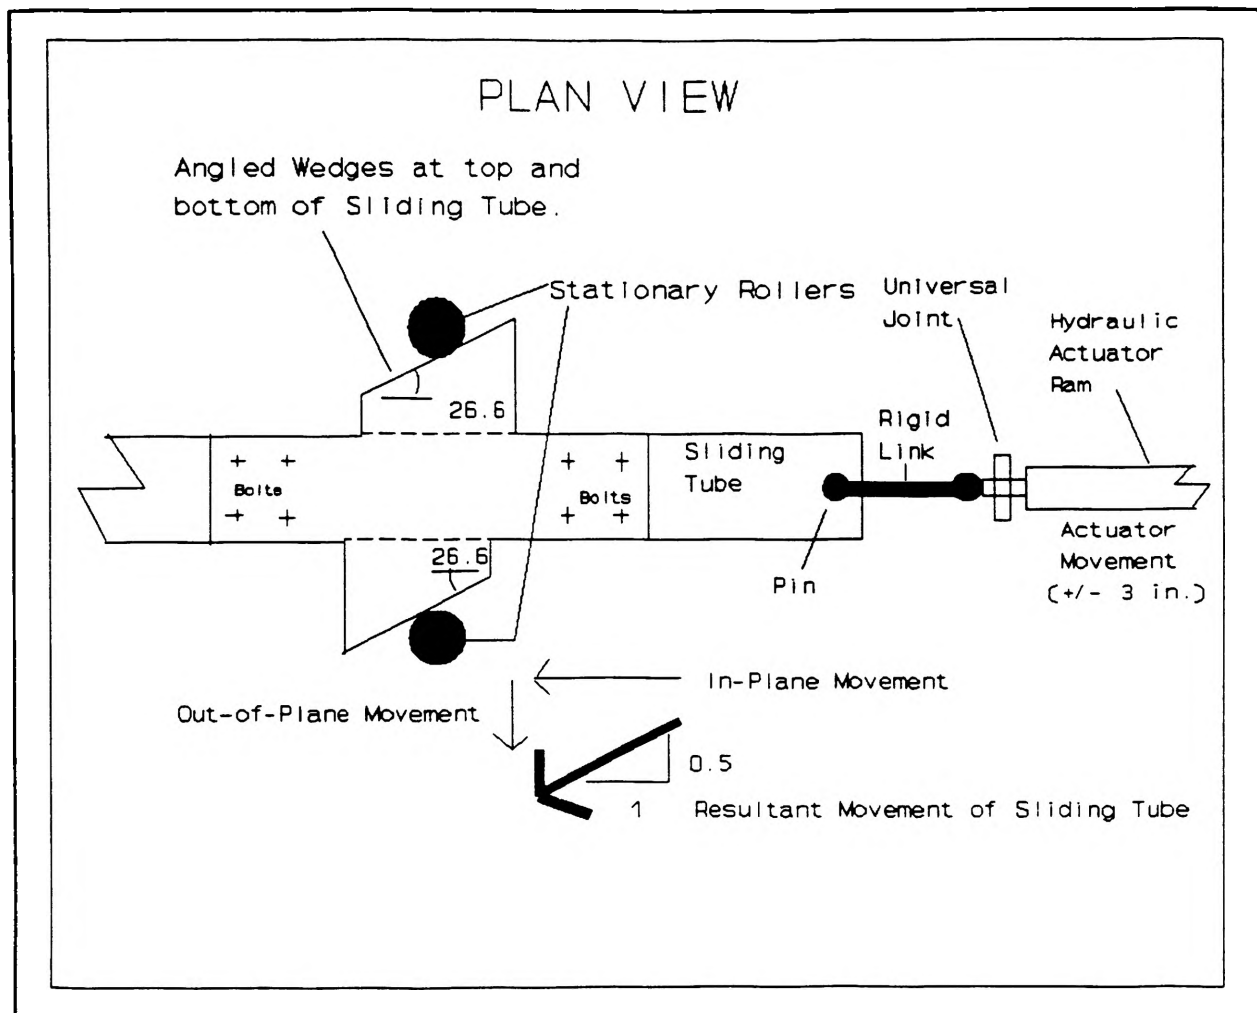 PLAN VIEW
Angled Wedges at top and
bottom of Sliding Tube.
Stationary Rollers
Universal
Joint
Hydraulic
Actuator
Ram
26.6
Rigid
Link
Sliding
Tube
Bolts
Bolts
26.6
Pin
Actuator
Movement
(+/- 3 in.)
In-Plane Movement
Out-of-Plane Movement
0.5
1
Resultant Movement of Sliding Tube